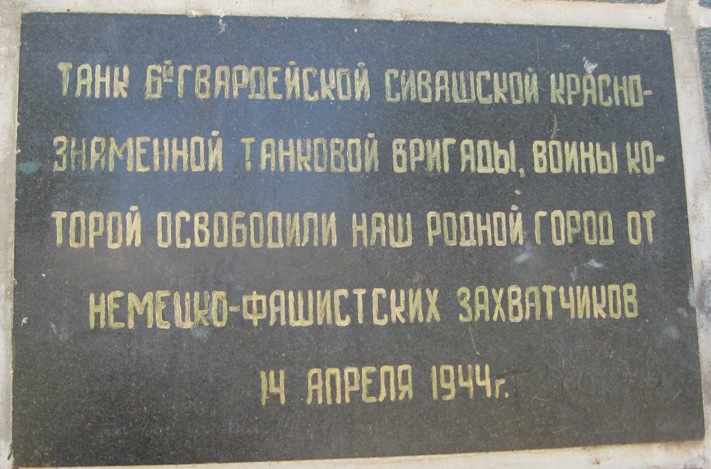 ТАНК 6й ГВАРДЕЙСКОЙ СИВАШСКОЙ КРАСНО-
ЗНАМЕННОЙ ТАНКОВОЙ БРИГАДЫ, ВОИНЫ КО-
ТОРОЙ ОСВОБОДИЛИ НАШ РОДНОЙ ГОРОД ОТ
НЕМЕЦКО-ФАШИСТСКИХ ЗАХВАТЧИКОВ
14 АПРЕЛЯ 1944г.